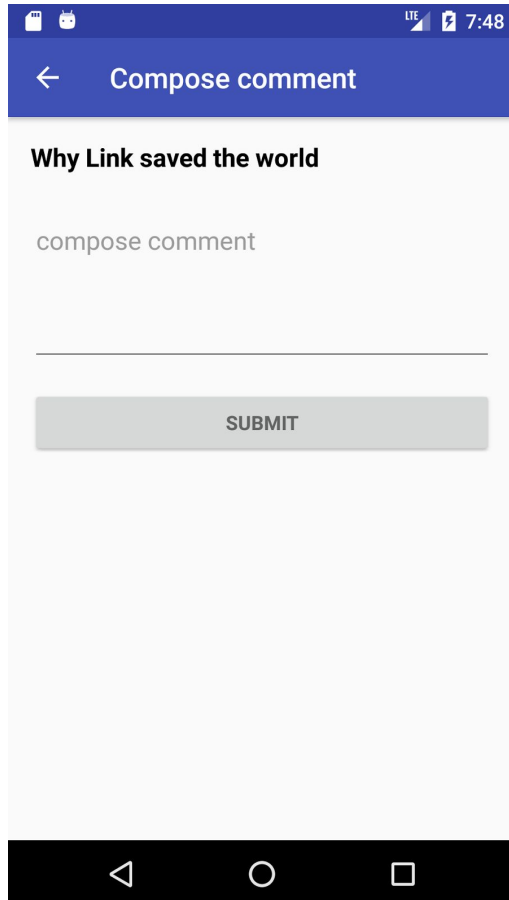 LTE 7:48
Compose comment
Why Link saved the world
compose comment
SUBMIT